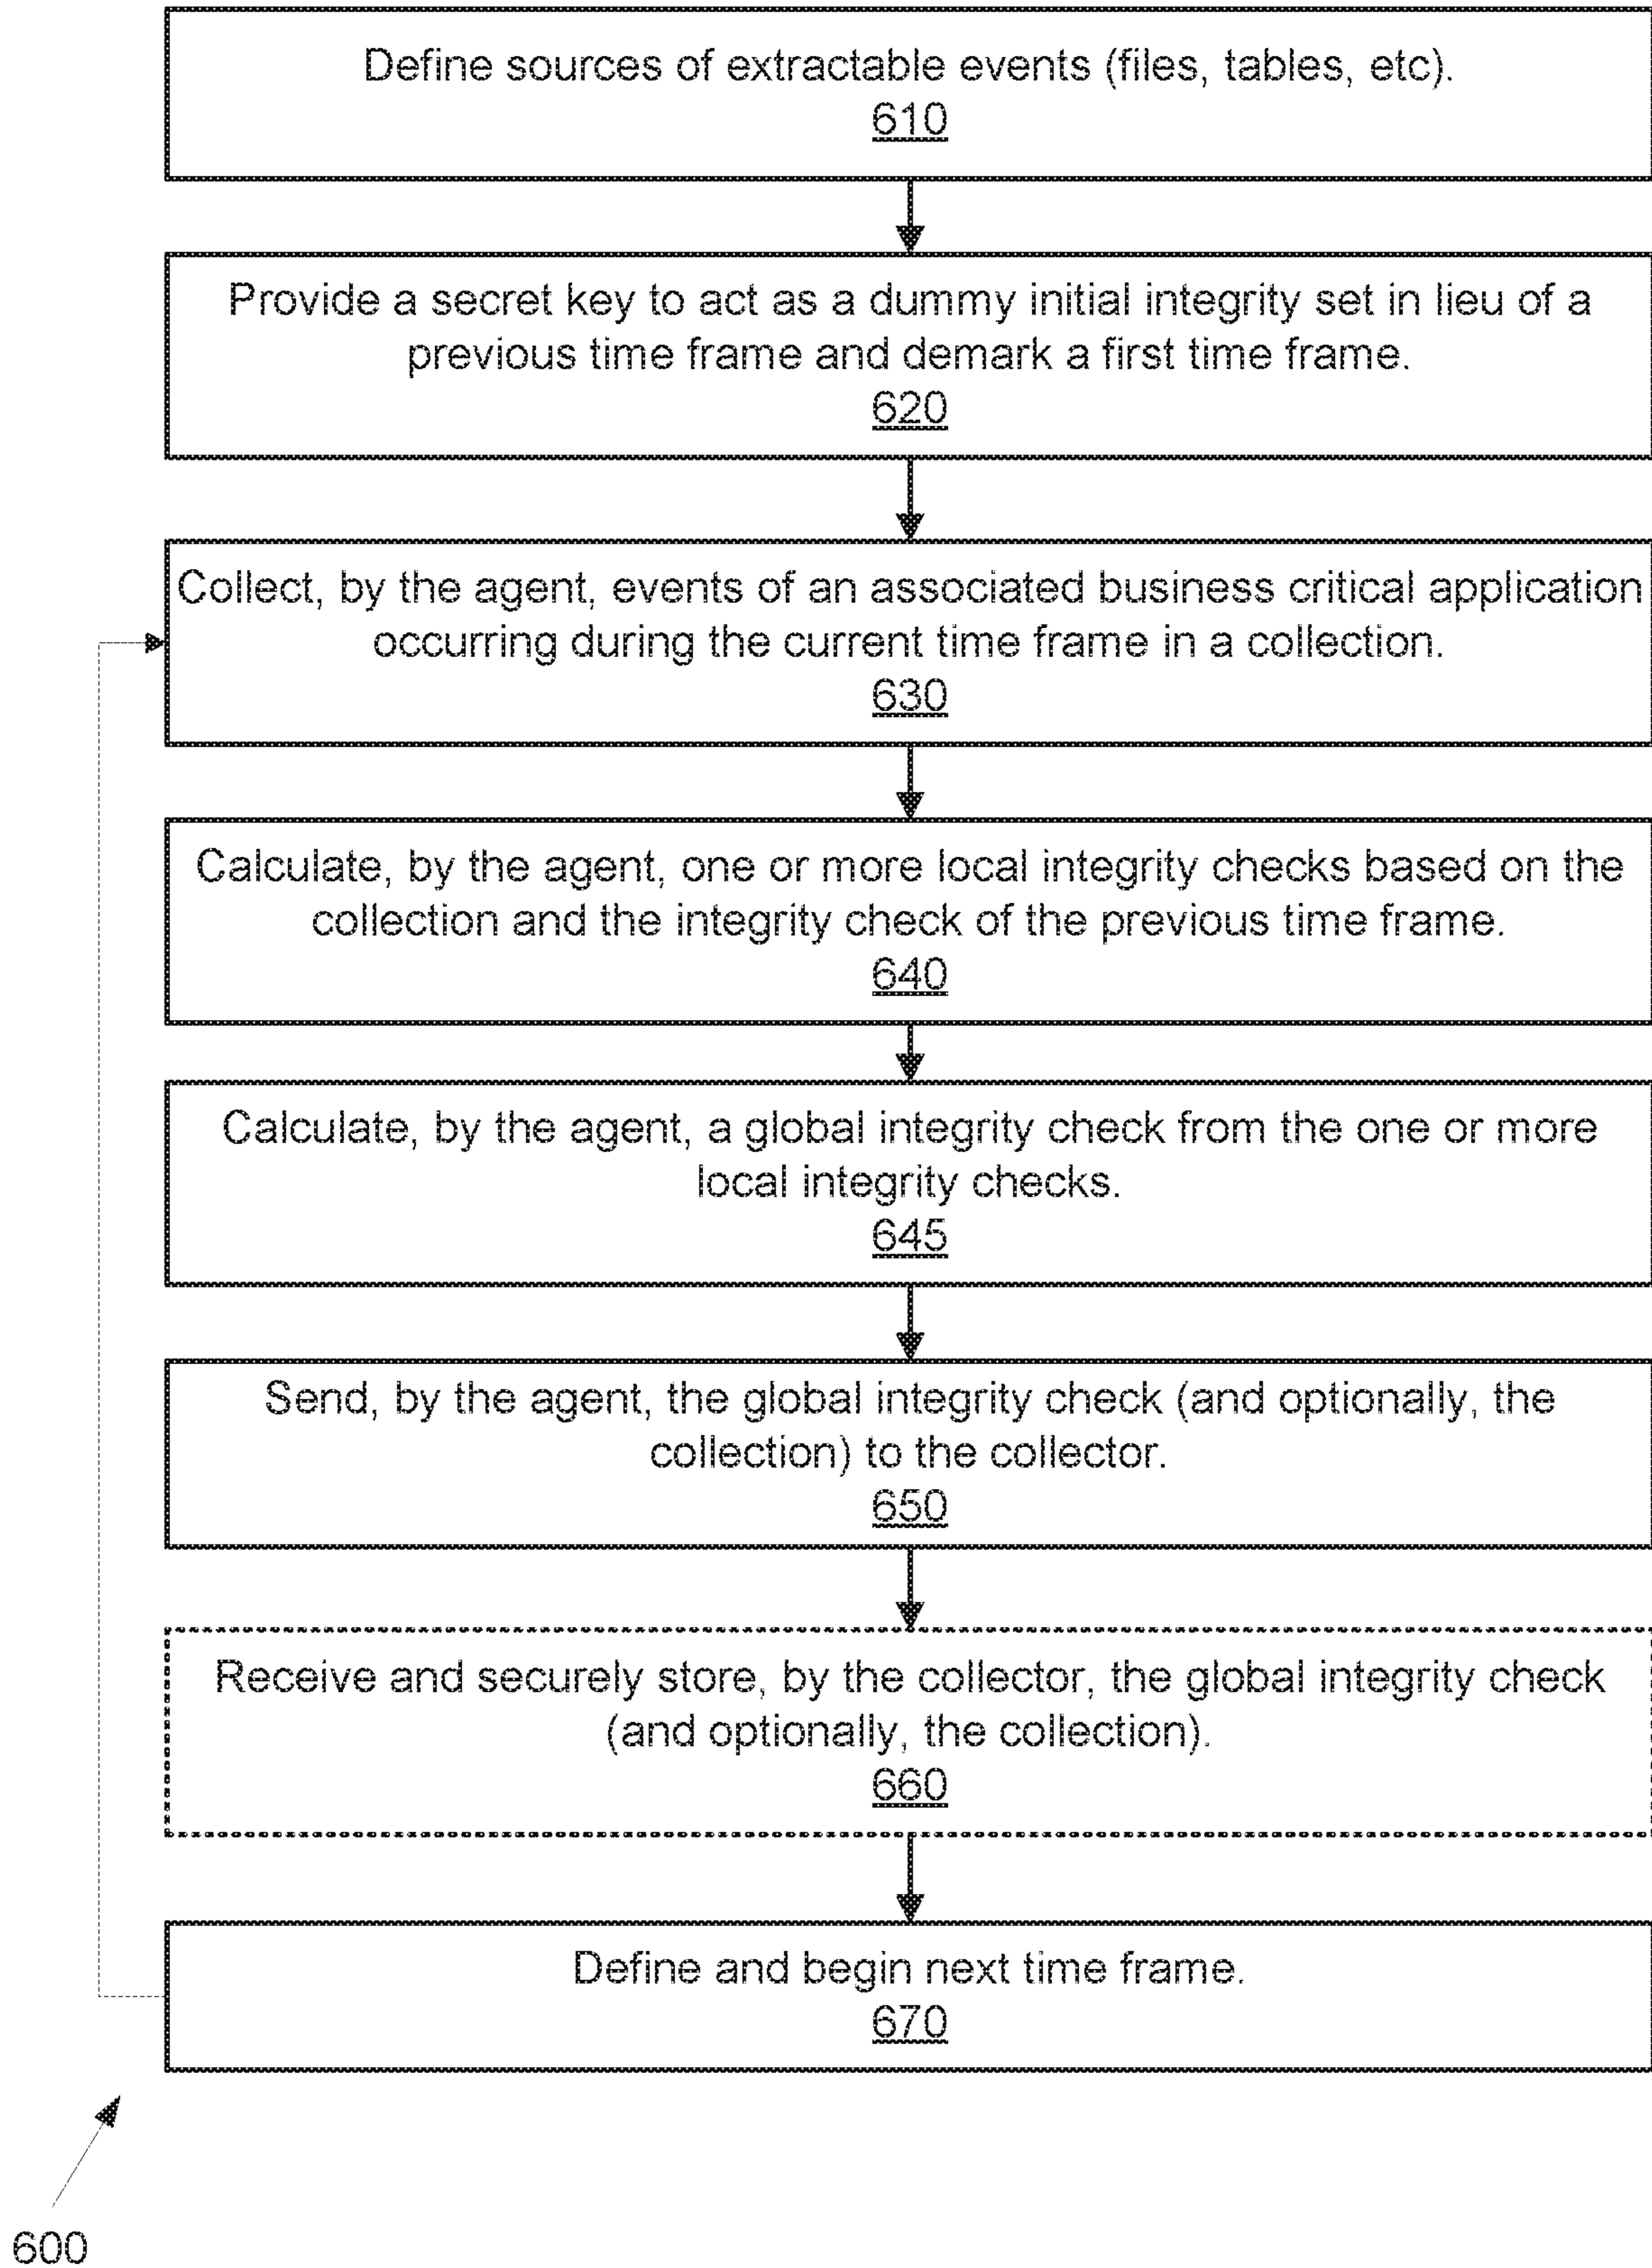 Define sources of extractable events (files, tables, etc).
610
Provide a secret key to act as a dummy initial integrity set in lieu of a
previous time frame and demark a first time frame.
620
Collect, by the agent, events of an associated business critical application
occurring during the current time frame in a collection.
630
Calculate, by the agent, one or more local integrity checks based on the
collection and the integrity check of the previous time frame.
640
Calculate, by the agent, a global integrity check from the one or more
local integrity checks.
645
Send, by the agent, the global integrity check (and optionally, the
collection) to the collector.
650
Receive and securely store, by the collector, the global integrity check
(and optionally, the collection).
660
Define and begin next time frame.
670
600